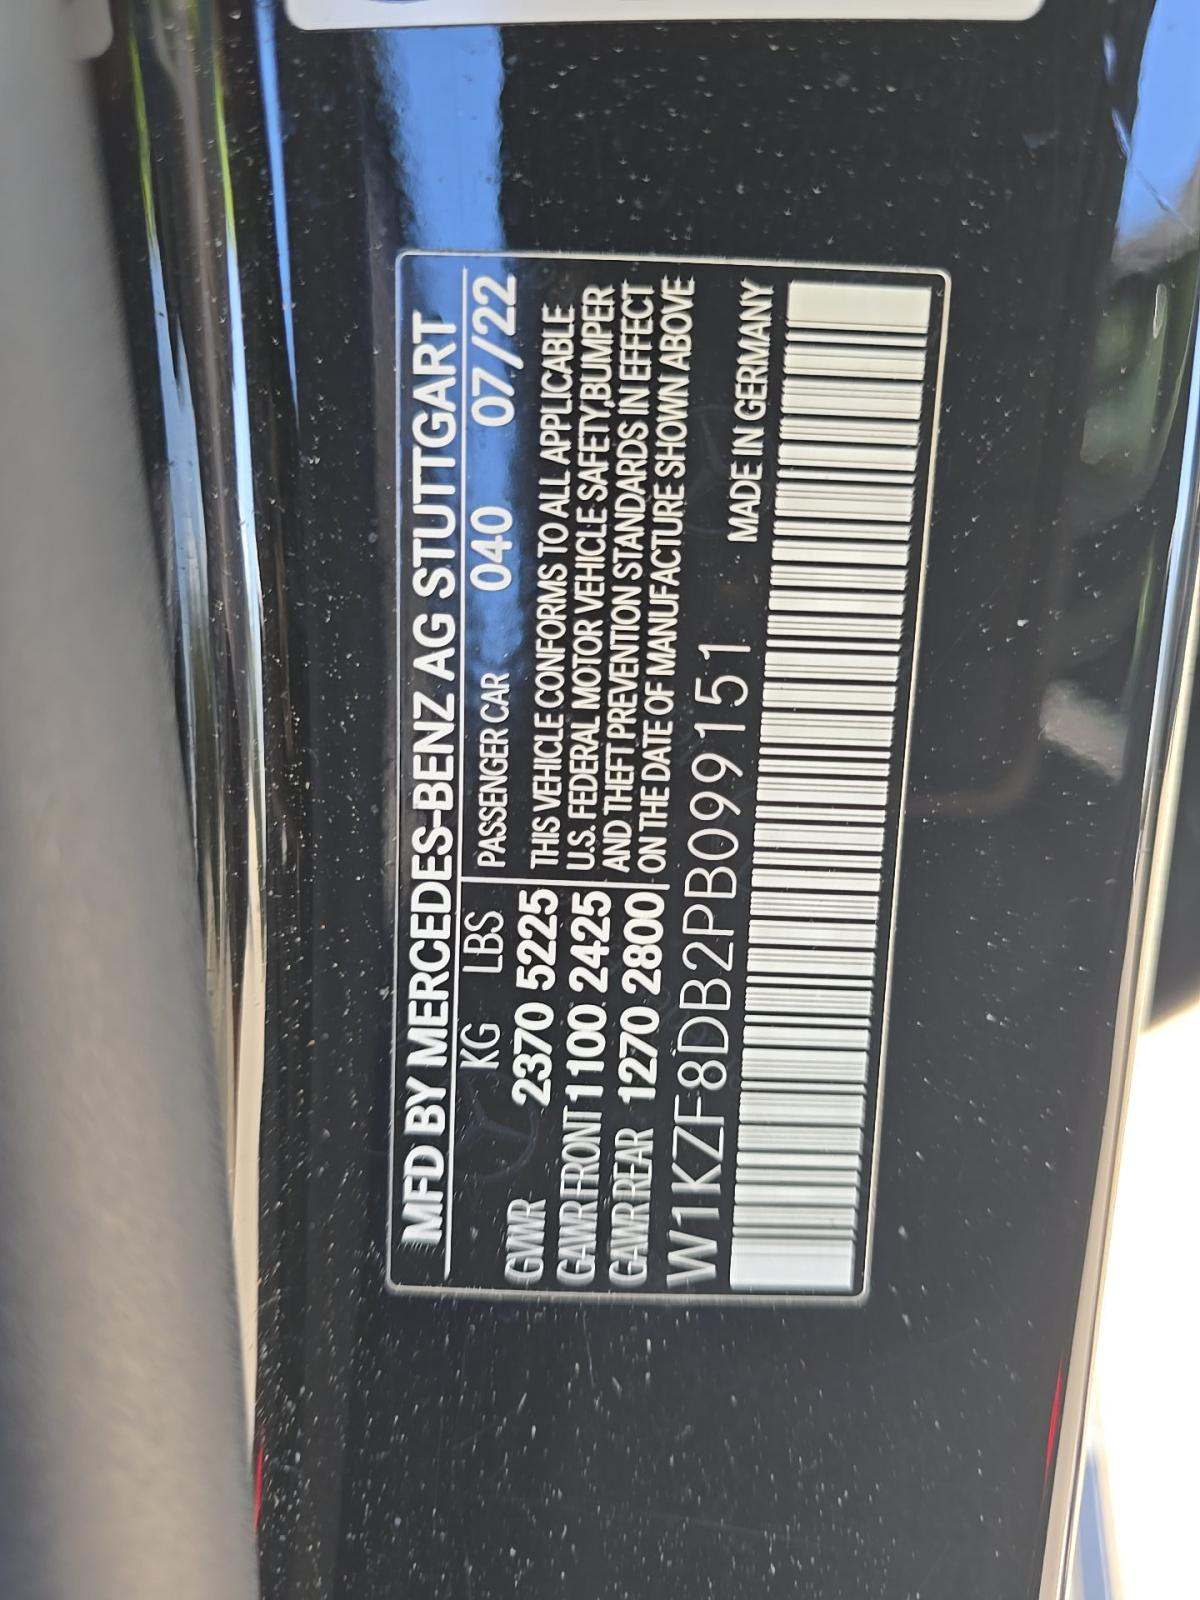 MFD BY MERCEDES-BENZ AG STUTTGART
KG LBS PASSENGER CAR 040 07/22
GVWR 2370 5225 THIS VEHICLE CONFORMS TO ALL APPLICABLE
GAWR FRONT 1100 2425 U.S. FEDERAL MOTOR VEHICLE SAFETY,BUMPER
AND THEFT PREVENTION STANDARDS IN EFFECT
GAWR REAR 1270 2800 ON THE DATE OF MANUFACTURE SHOWN ABOVE
W1KZF8DB2PB099151 MADE IN GERMANY